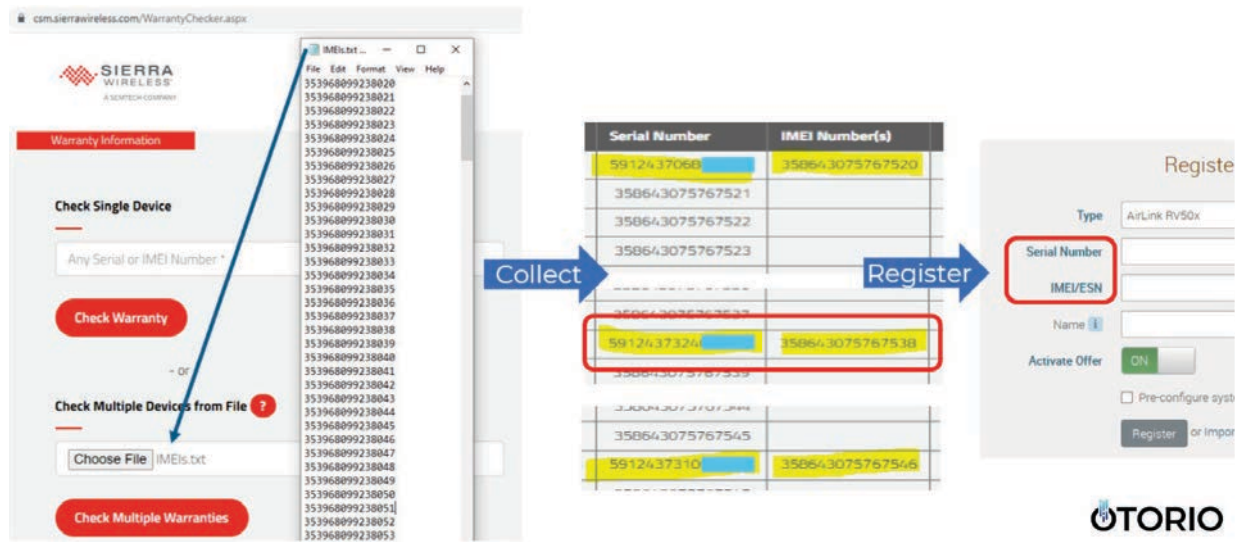 csm.sierrawireless.com/WarrantyChecker.aspx
SIERRA
WIRELESS
A SEMTECH COMPANY
Warranty Information
Check Single Device
Any Serial or IMEI Number *
Check Warranty
- or
Check Multiple Devices from File ?
Choose File IMEIs.txt
Check Multiple Warranties
IMEIs.txt ...
File Edit Format View Help
353968099238020
353968099238021
353968099238022
353968099238023
353968099238024
353968099238025
353968099238026
353968099238027
353968099238028
353968099238029
353968099238030
353968099238031
353968099238032
353968099238033
353968099238034
353968099238035
353968099238036
353968099238037
353968099238038
353968099238039
353968099238040
353968099238041
353968099238042
353968099238043
353968099238044
353968099238045
353968099238046
353968099238047
353968099238048
353968099238049
353968099238050
353968099238051
353968099238052
353968099238053
Collect
Serial Number IMEI Number(s)
5912437068 358643075767520
358643075767521
358643075767522
358643075767523
358643075767537
5912437324 358643075767538
358643075767539
358643075767544
358643075767545
5912437310 358643075767546
Register
Registe
Type AirLink RV50x
Serial Number
IMEI/ESN
Name i
Activate Offer ON
Pre-configure syst
Register or Impor
OTORIO